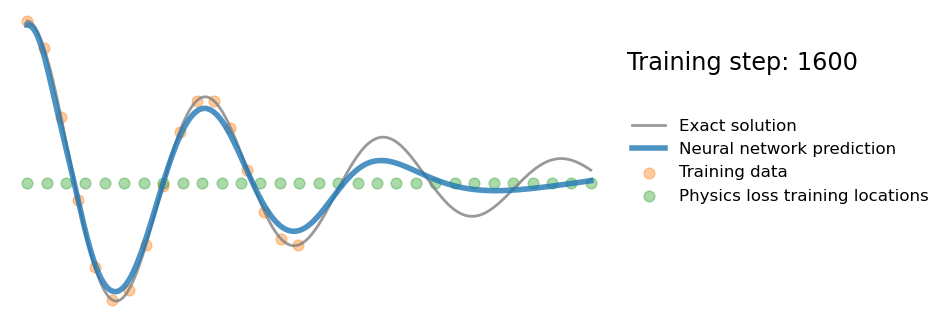 Training step: 1600
Exact solution
Neural network prediction
Training data
Physics loss training locations